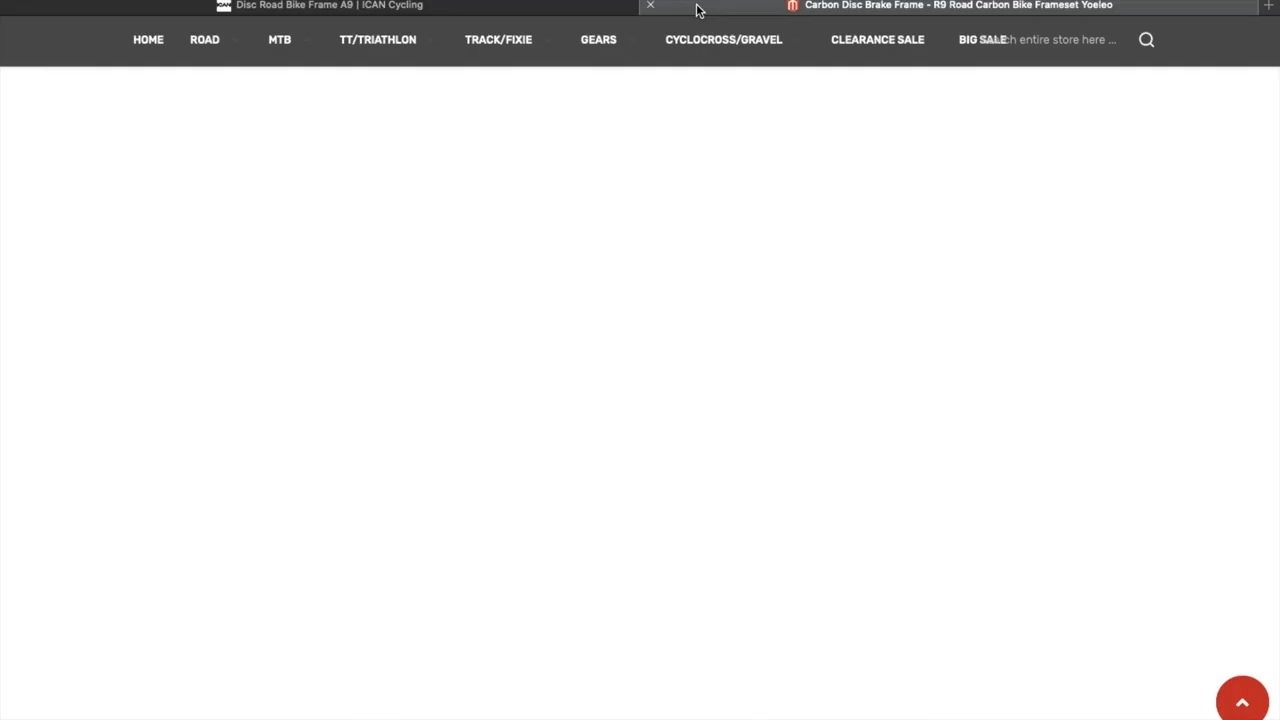 Disc Road Bike Frame A9 | ICAN Cycling
Carbon Disc Brake Frame - R9 Road Carbon Bike Frameset Yoeleo
HOME ROAD MTB TT/TRIATHLON TRACK/FIXIE GEARS CYCLOCROSS/GRAVEL CLEARANCE SALE BIG SALE entire store here ...